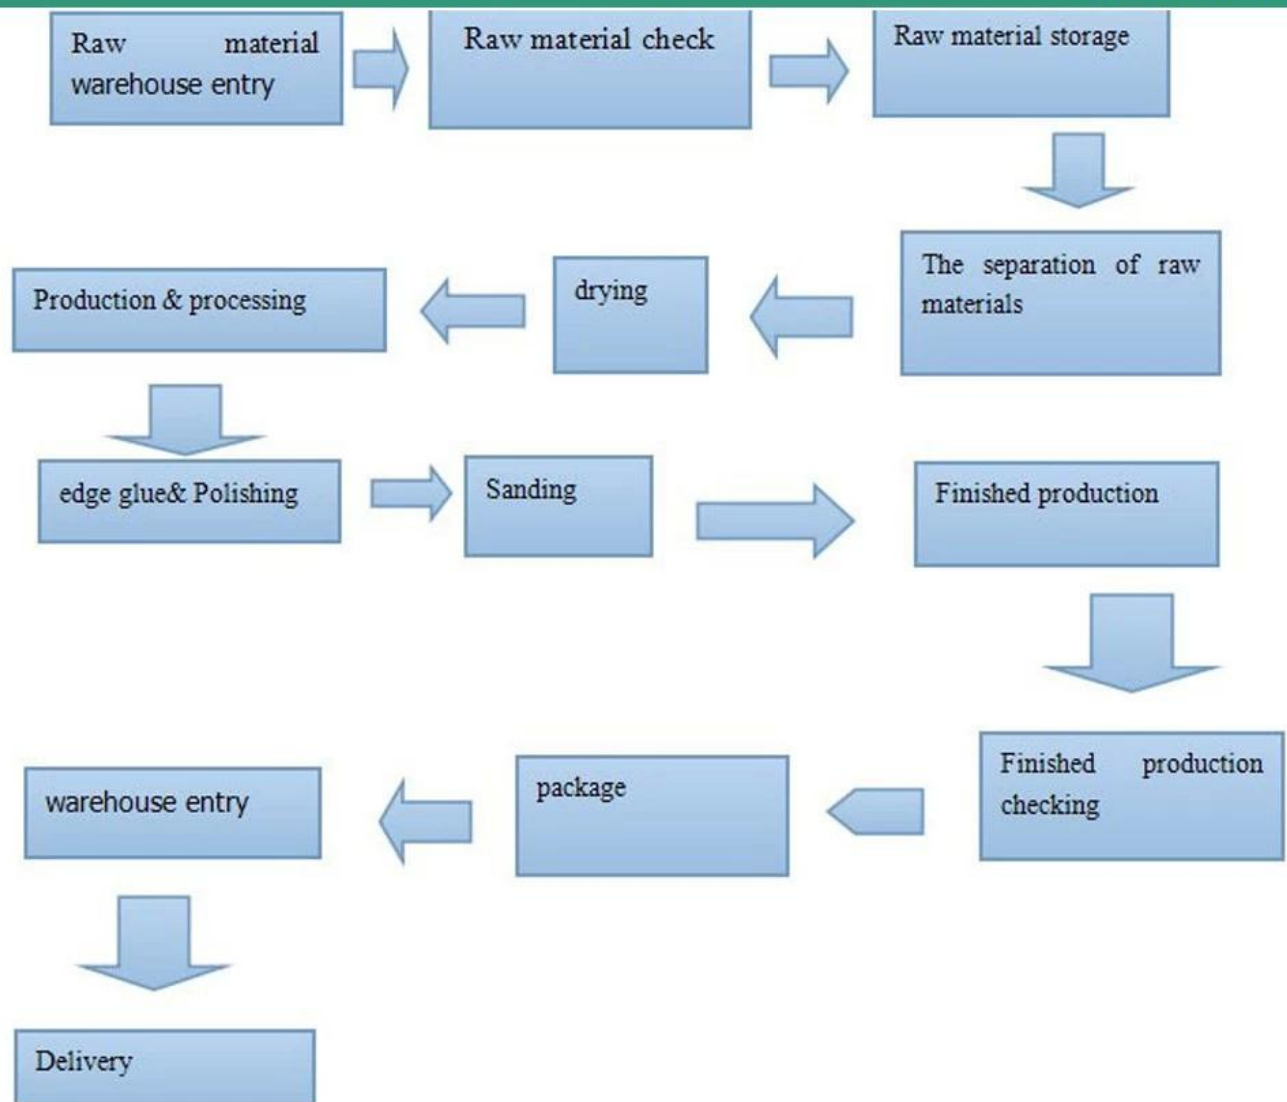 Raw material
warehouse entry
Raw material check
Raw material storage
The separation of raw
materials
drying
Production & processing
edge glue& Polishing
Sanding
Finished production
Finished production
checking
package
warehouse entry
Delivery